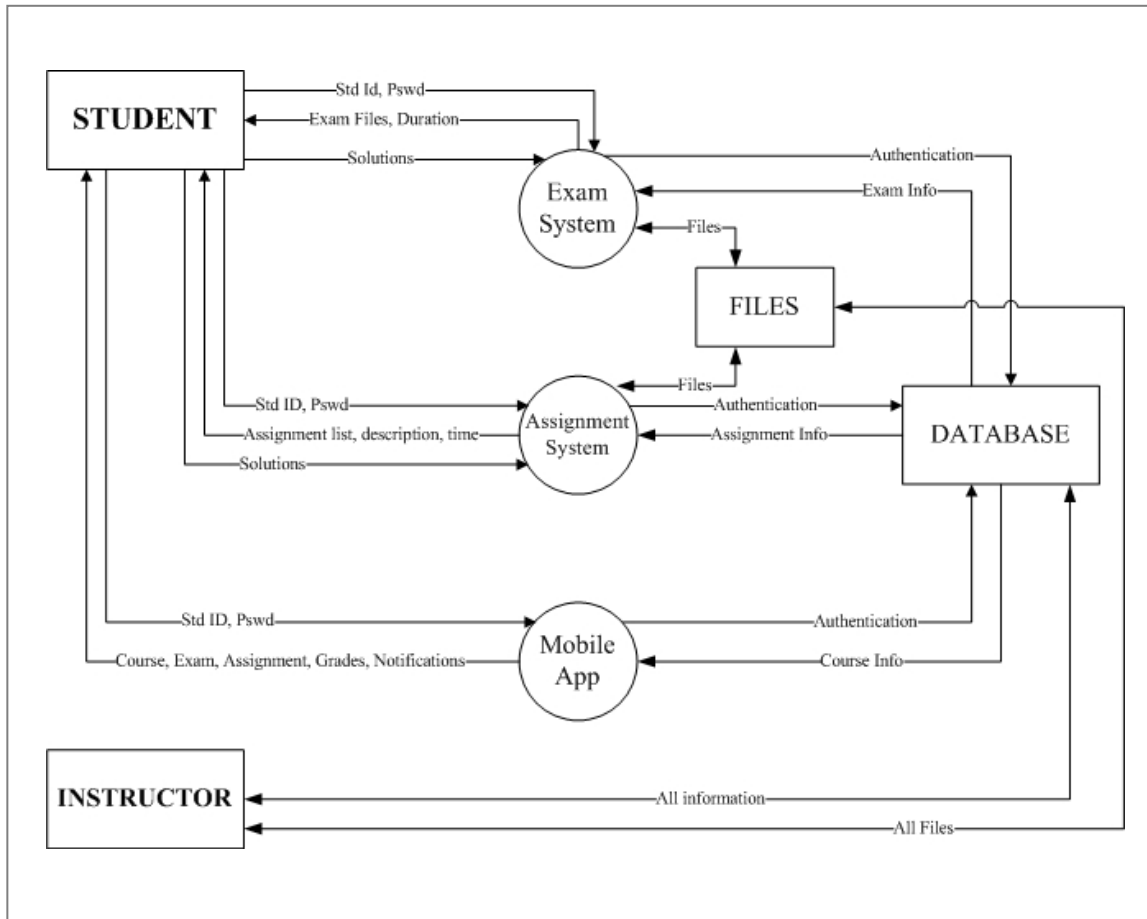 STUDENT
Std Id, Pswd
Exam Files, Duration
Solutions
Authentication
Exam Info
Exam
System
Files
FILES
Files
Std ID, Pswd
Assignment list, description, time
Solutions
Assignment
System
Authentication
Assignment Info
DATABASE
Std ID, Pswd
Course, Exam, Assignment, Grades, Notifications
Mobile
App
Authentication
Course Info
INSTRUCTOR
All information
All Files